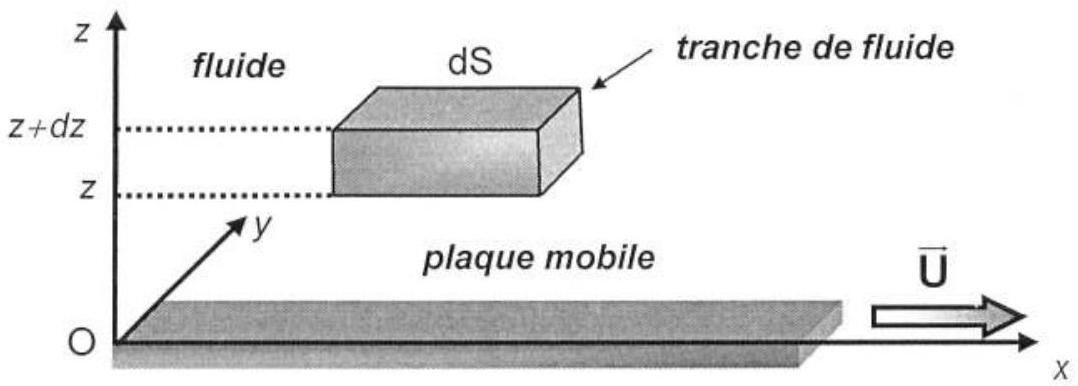 z
fluide
dS
tranche de fluide
z+dz
z
y
plaque mobile
U
O
x